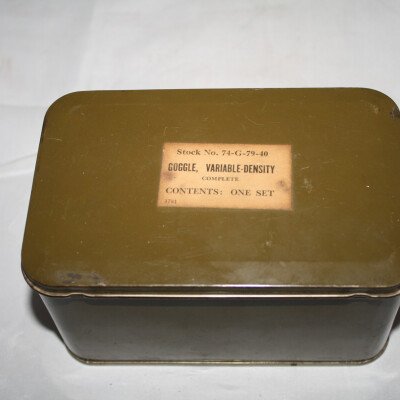 Stock No. 74-G-79-40
GOGGLE, VARIABLE-DENSITY
COMPLETE
CONTENTS: ONE SET